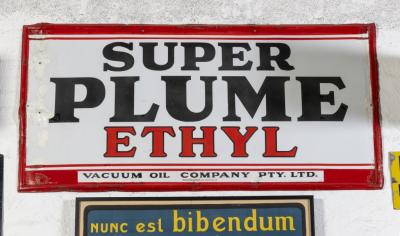 SUPER
PLUME
ETHYL
VACUUM OIL COMPANY PTY. LTD.
NUNC est bibendum